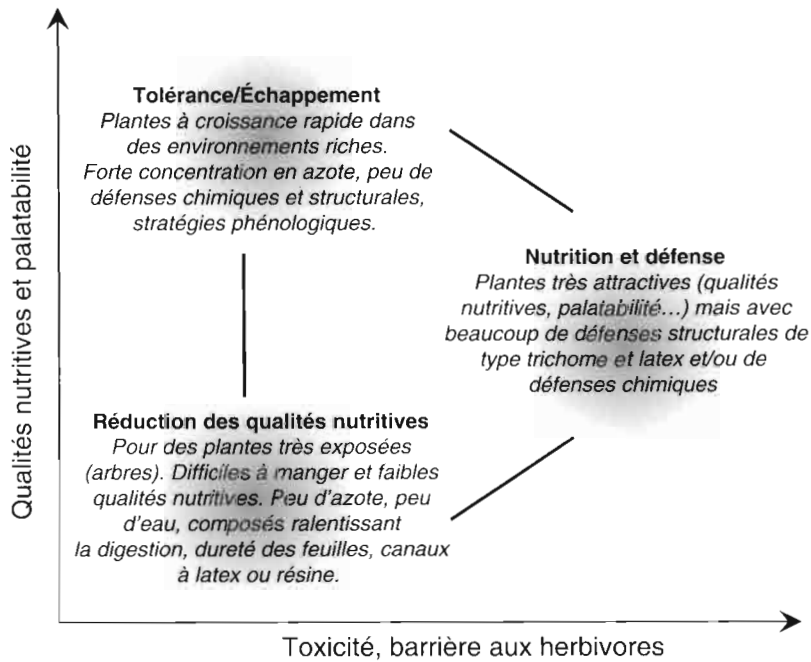 Qualités nutritives et palatabilité
Tolérance/Échappement
Plantes à croissance rapide dans
des environnements riches.
Forte concentration en azote, peu de
défenses chimiques et structurales,
stratégies phénologiques.
Nutrition et défense
Plantes très attractives (qualités
nutritives, palatabilité...) mais avec
beaucoup de défenses structurales de
type trichome et latex et/ou de
défenses chimiques
Réduction des qualités nutritives
Pour des plantes très exposées
(arbres). Difficiles à manger et faibles
qualités nutritives. Peu d'azote, peu
d'eau, composés ralentissant
la digestion, dureté des feuilles, canaux
à latex ou résine.
Toxicité, barrière aux herbivores